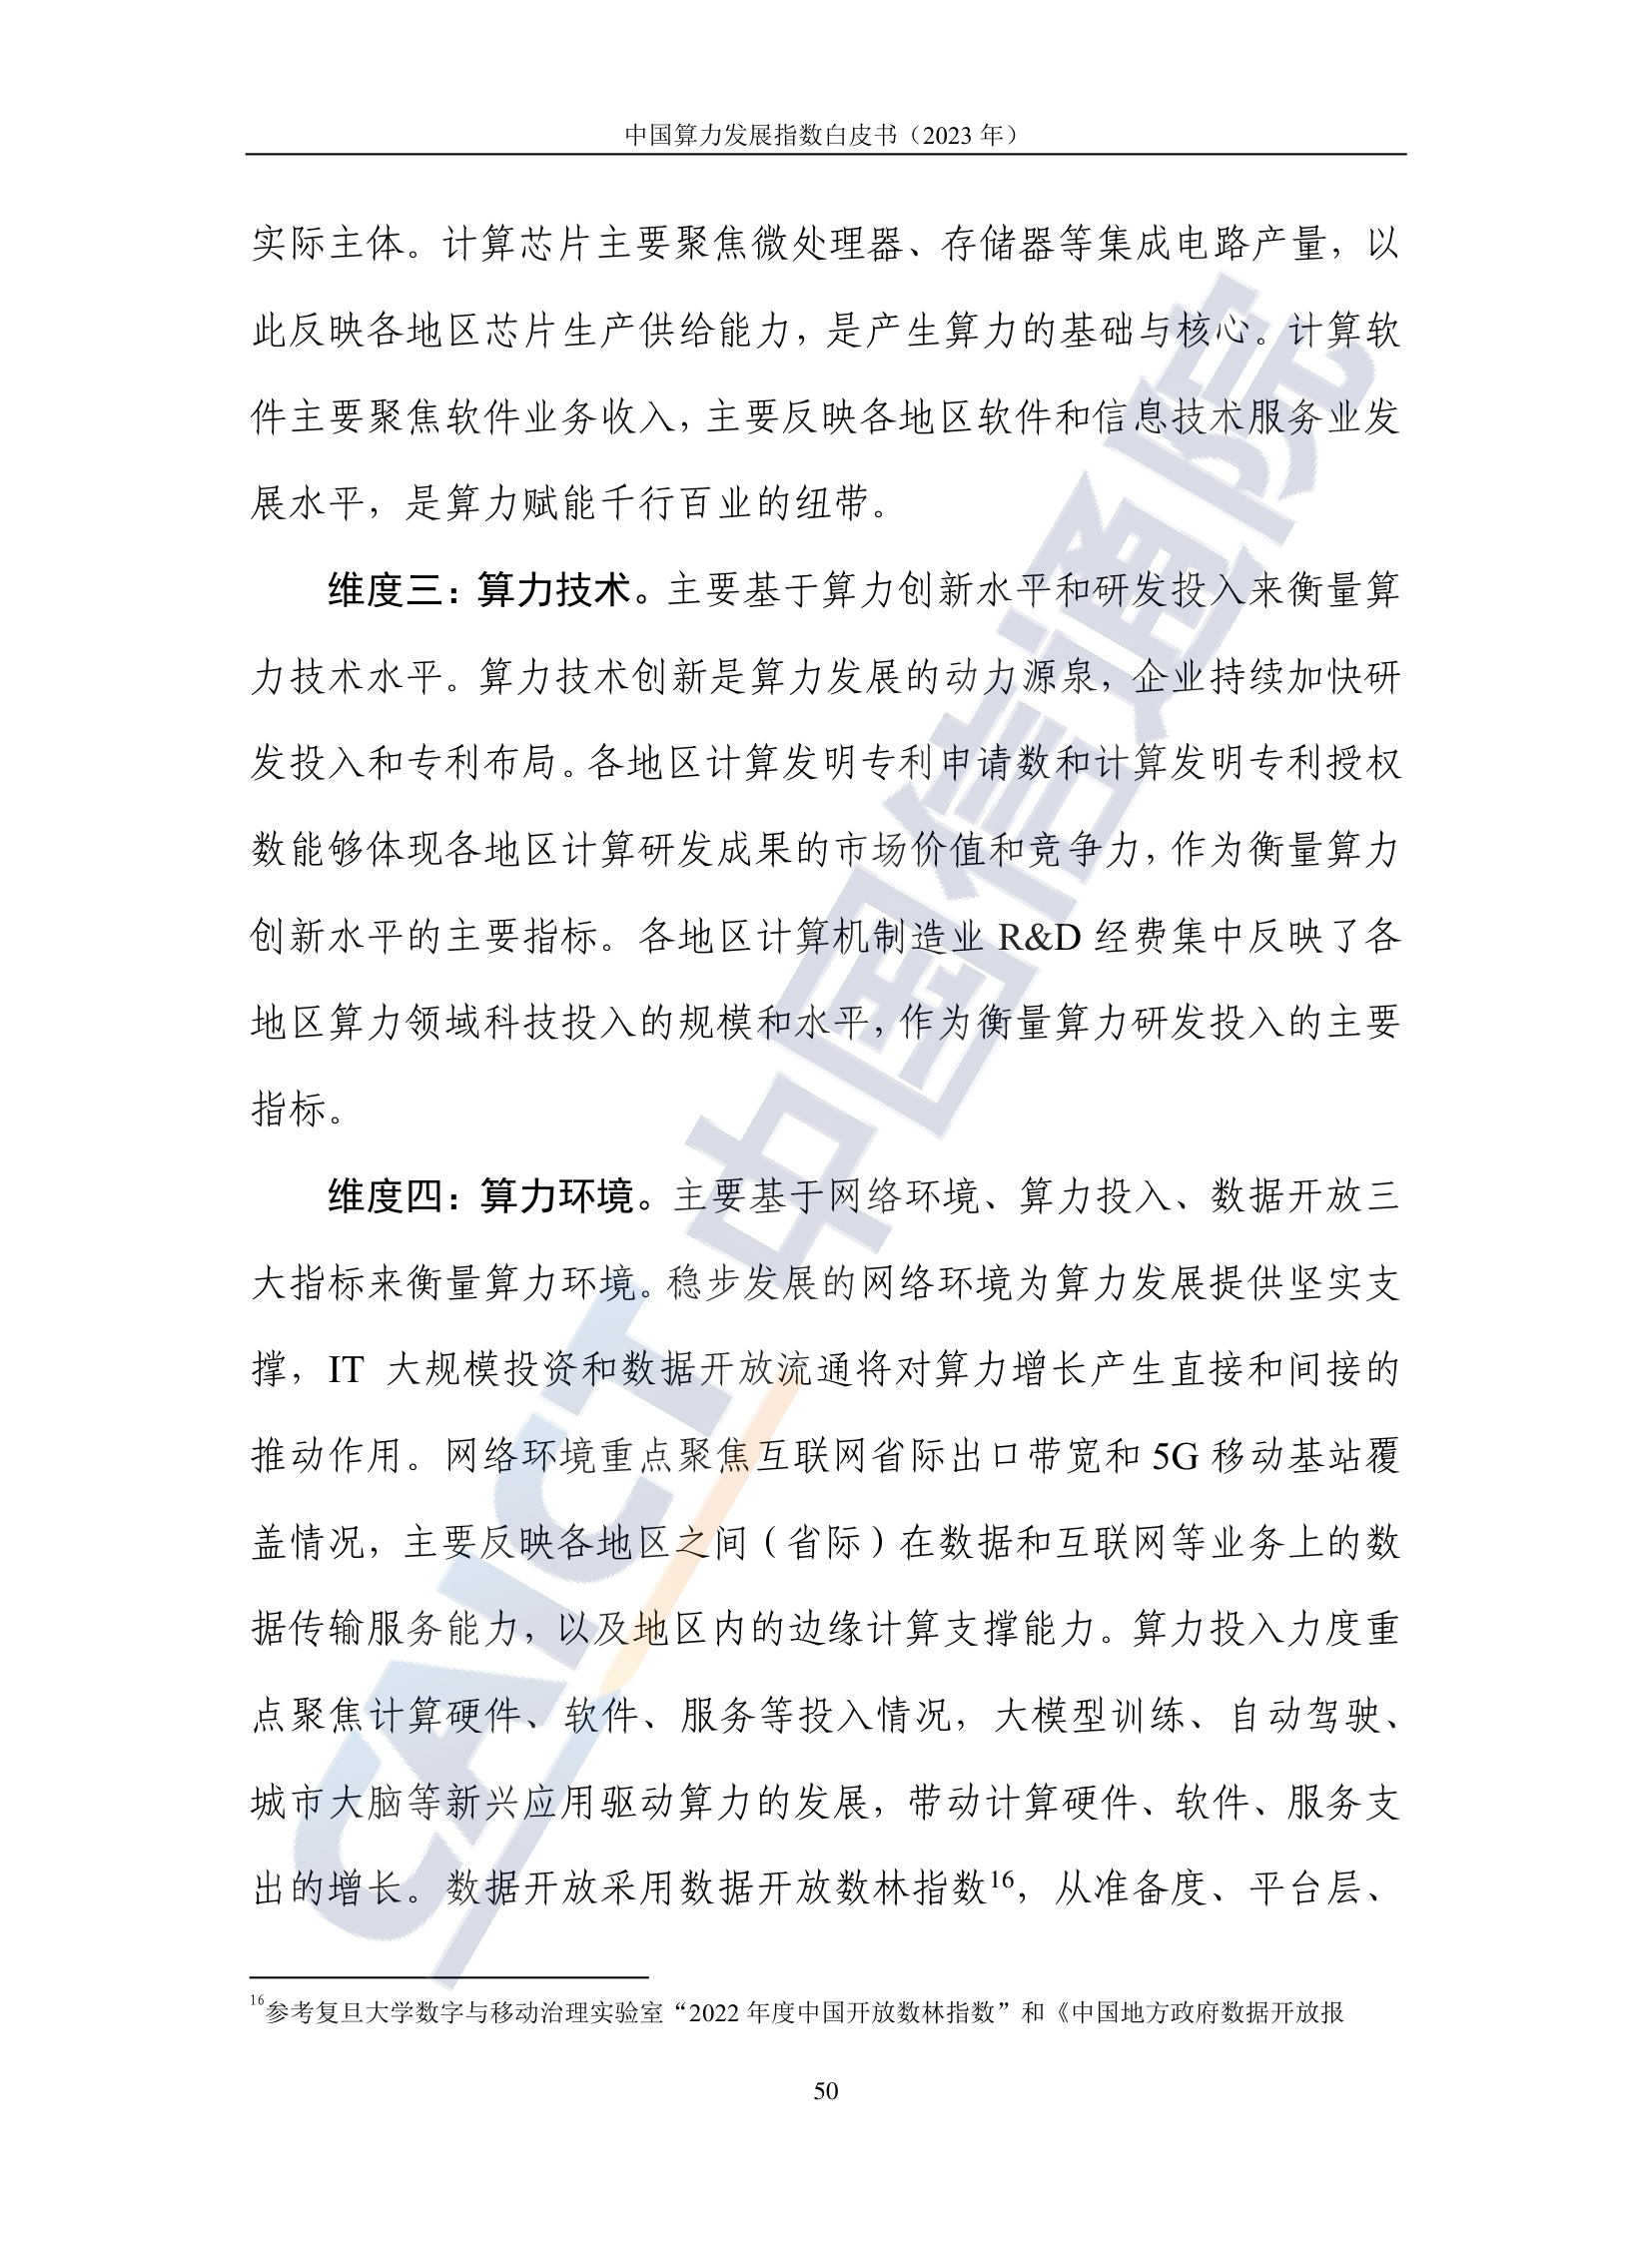 中国算力发展指数白皮书（2023 年）
实际主体。计算芯片主要聚焦微处理器、存储器等集成电路产量，以
此反映各地区芯片生产供给能力，是产生算力的基础与核心。计算软
件主要聚焦软件业务收入，主要反映各地区软件和信息技术服务业发
展水平，是算力赋能千行百业的纽带。
维度三：算力技术。主要基于算力创新水平和研发投入来衡量算
力技术水平。算力技术创新是算力发展的动力源泉，企业持续加快研
发投入和专利布局。各地区计算发明专利申请数和计算发明专利授权
数能够体现各地区计算研发成果的市场价值和竞争力，作为衡量算力
创新水平的主要指标。各地区计算机制造业 R&D 经费集中反映了各
地区算力领域科技投入的规模和水平，作为衡量算力研发投入的主要
指标。
维度四：算力环境。主要基于网络环境、算力投入、数据开放三
大指标来衡量算力环境。稳步发展的网络环境为算力发展提供坚实支
撑，IT 大规模投资和数据开放流通将对算力增长产生直接和间接的
推动作用。网络环境重点聚焦互联网省际出口带宽和 5G 移动基站覆
盖情况，主要反映各地区之间（省际）在数据和互联网等业务上的数
据传输服务能力，以及地区内的边缘计算支撑能力。算力投入力度重
点聚焦计算硬件、软件、服务等投入情况，大模型训练、自动驾驶、
城市大脑等新兴应用驱动算力的发展，带动计算硬件、软件、服务支
出的增长。数据开放采用数据开放数林指数16，从准备度、平台层、
16参考复旦大学数字与移动治理实验室“2022 年度中国开放数林指数”和《中国地方政府数据开放报
50
CAICT 中国信通院